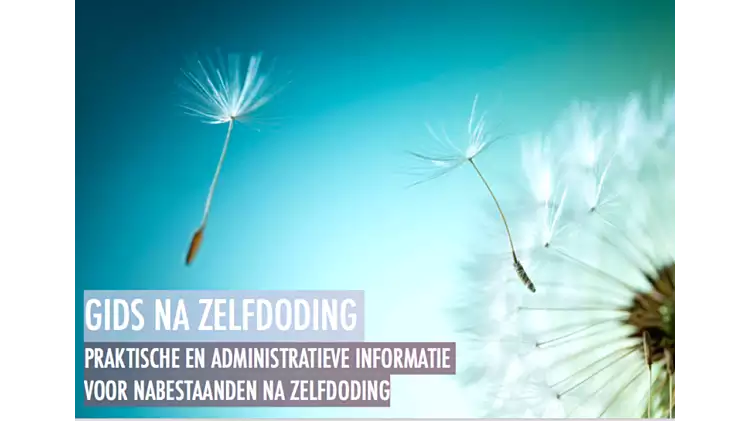 GIDS NA ZELFDODING
PRAKTISCHE EN ADMINISTRATIEVE INFORMATIE
VOOR NABESTAANDEN NA ZELFDODING